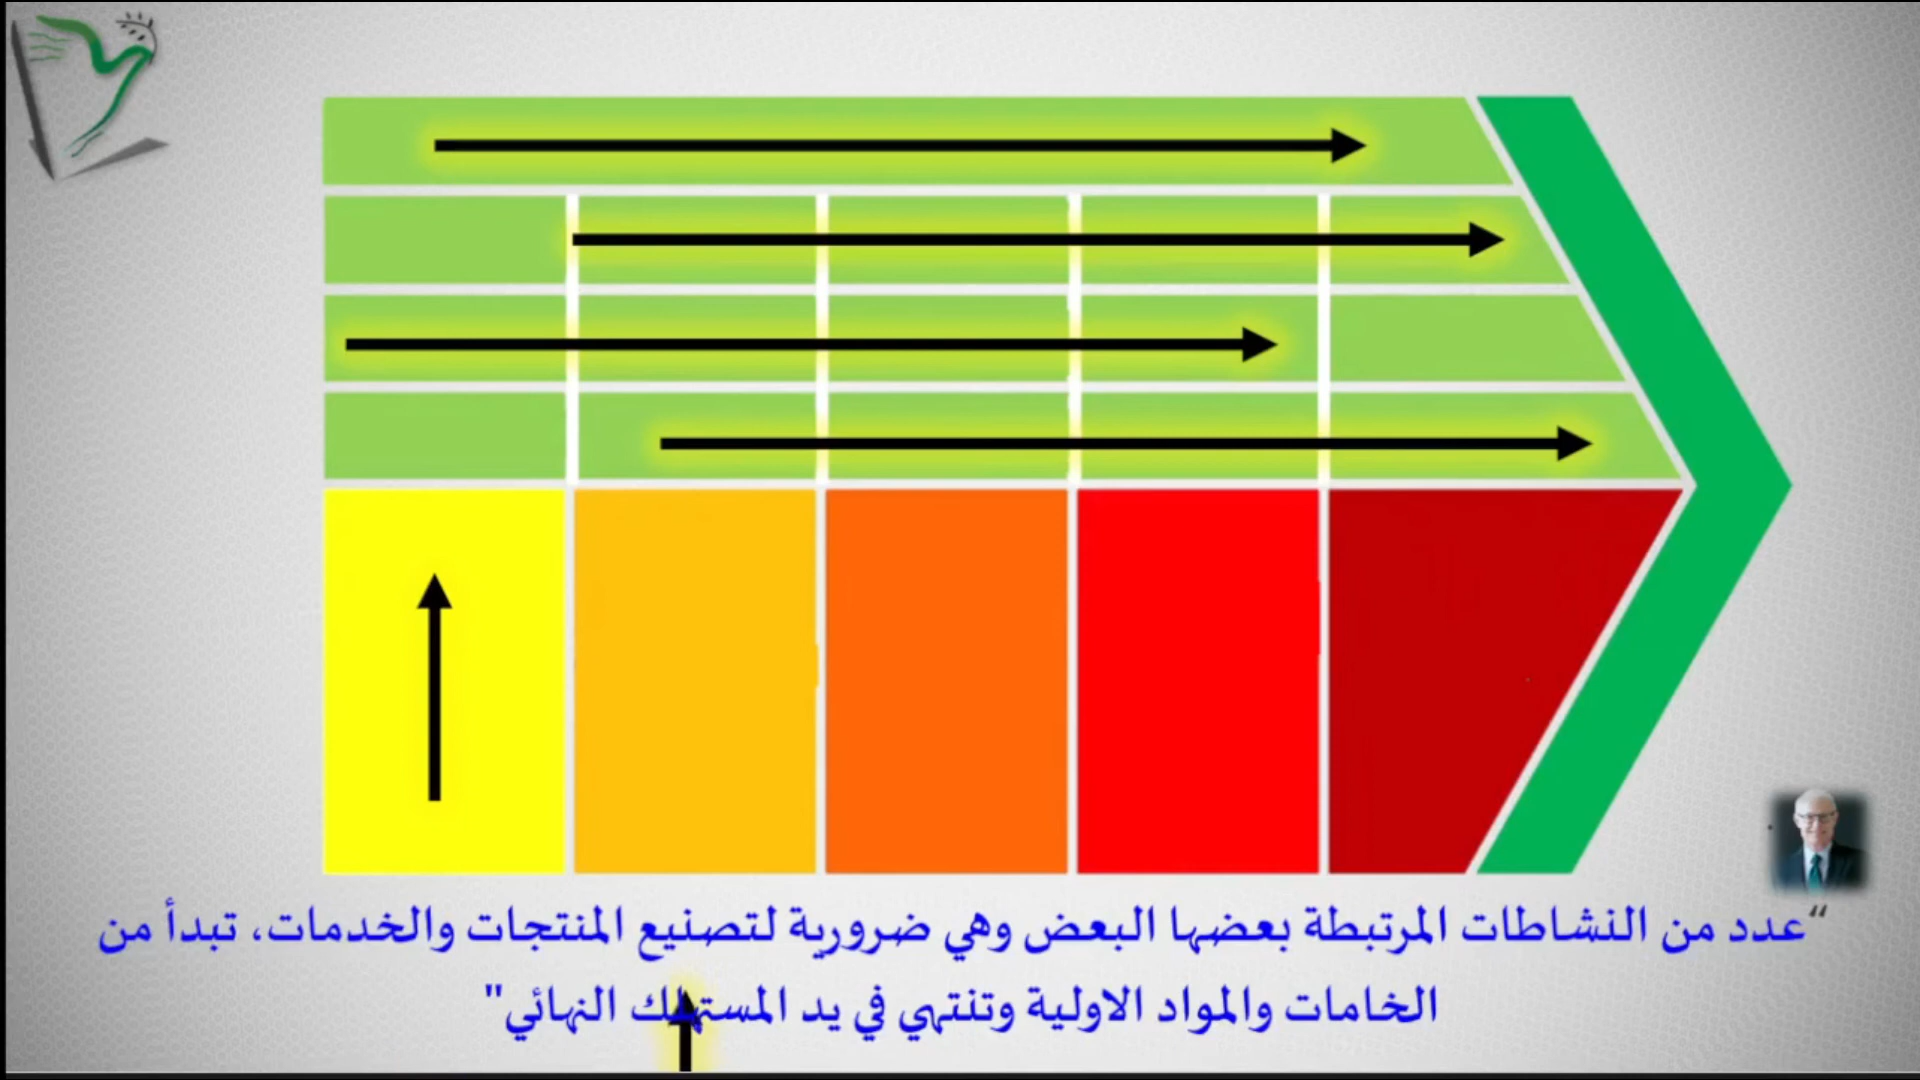 “عدد من النشاطات المرتبطة بعضها البعض وهي ضرورية لتصنيع المنتجات والخدمات، تبدأ من
الخامات والمواد الاولية وتنتهي في يد المستهلك النهائي"